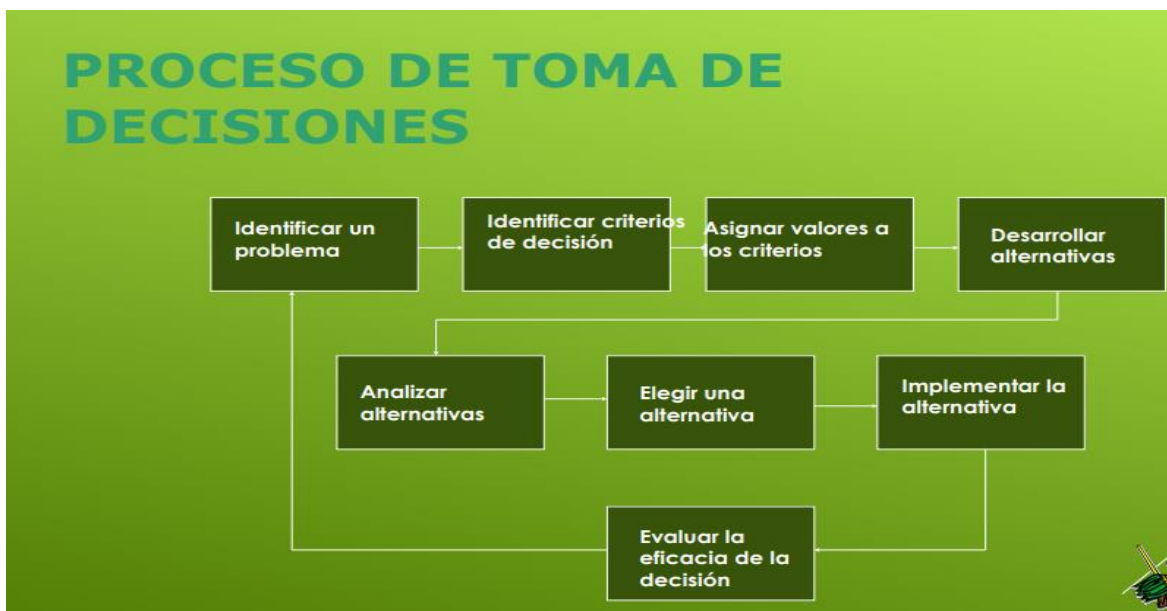 PROCESO DE TOMA DE
DECISIONES
Identificar un
problema
Identificar criterios
de decisión
Asignar valores a
los criterios
Desarrollar
alternativas
Analizar
alternativas
Elegir una
alternativa
Implementar la
alternativa
Evaluar la
eficacia de la
decisión